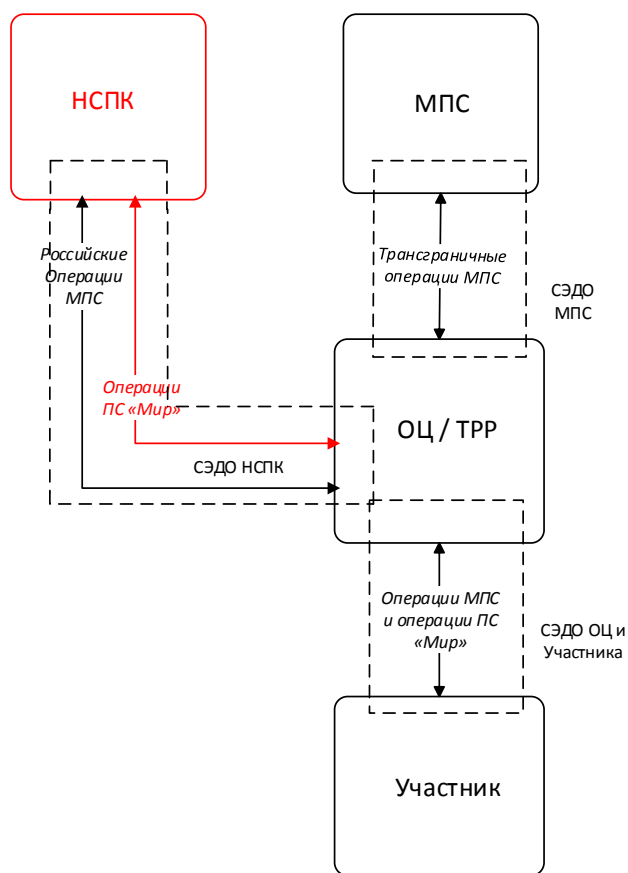 НСПК
МПС
Российские
Операции
МПС
Трансграничные
операции МПС
СЭДО
МПС
Операции
ПС «Мир»
ОЦ / ТРР
СЭДО НСПК
Операции МПС
и операции ПС
«Мир»
СЭДО ОЦ и
Участника
Участник